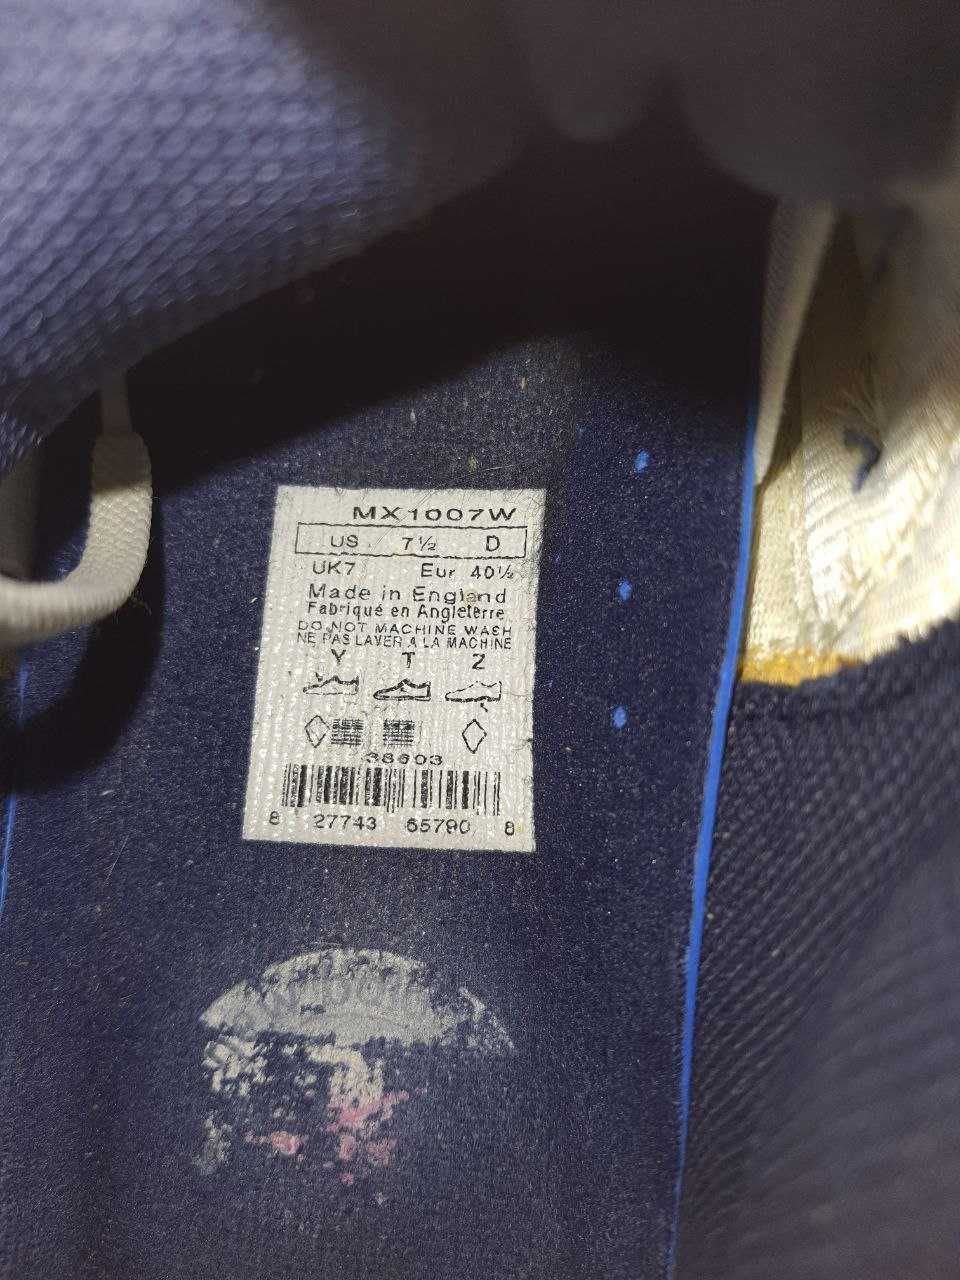 MX1007W
US 7½ D
UK7 Eur 40½
Made in England
Fabriqué en Angleterre
DO NOT MACHINE WASH
NE PAS LAVER A LA MACHINE
Y T 2
38603
8 27743 65790 8